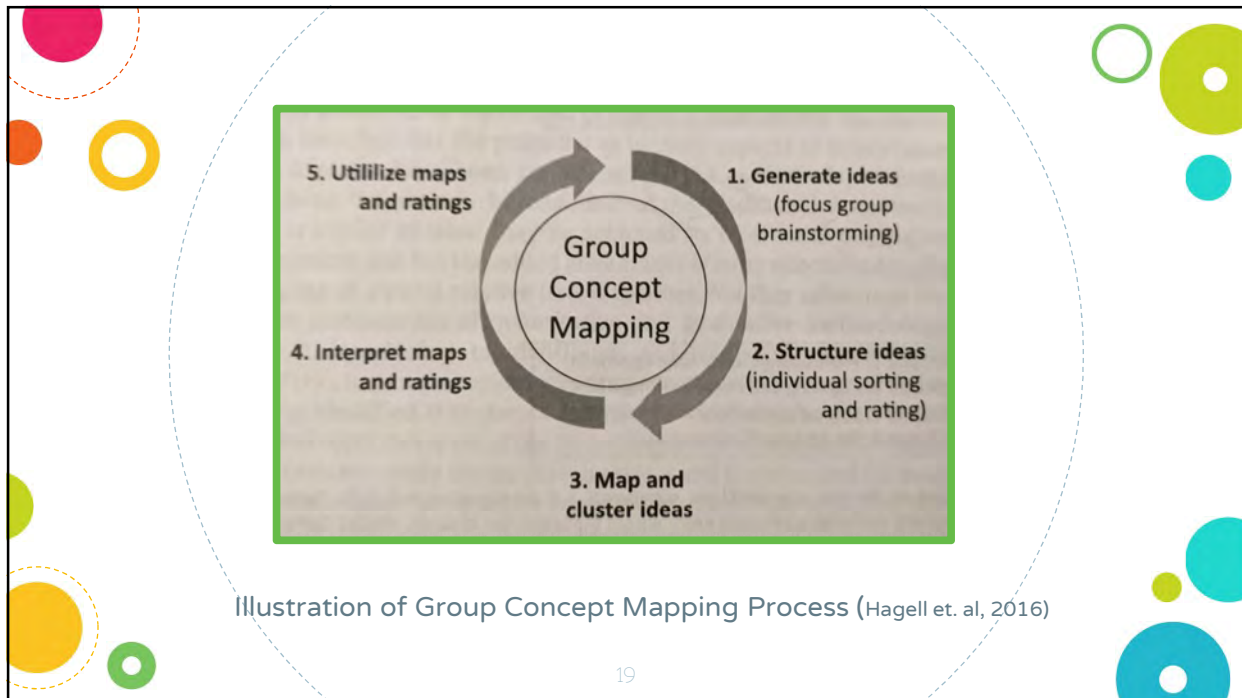 Group
Concept
Mapping
1. Generate ideas
(focus group
brainstorming)
2. Structure ideas
(individual sorting
and rating)
3. Map and
cluster ideas
4. Interpret maps
and ratings
5. Utililize maps
and ratings
Illustration of Group Concept Mapping Process (Hagell et. al, 2016)
19